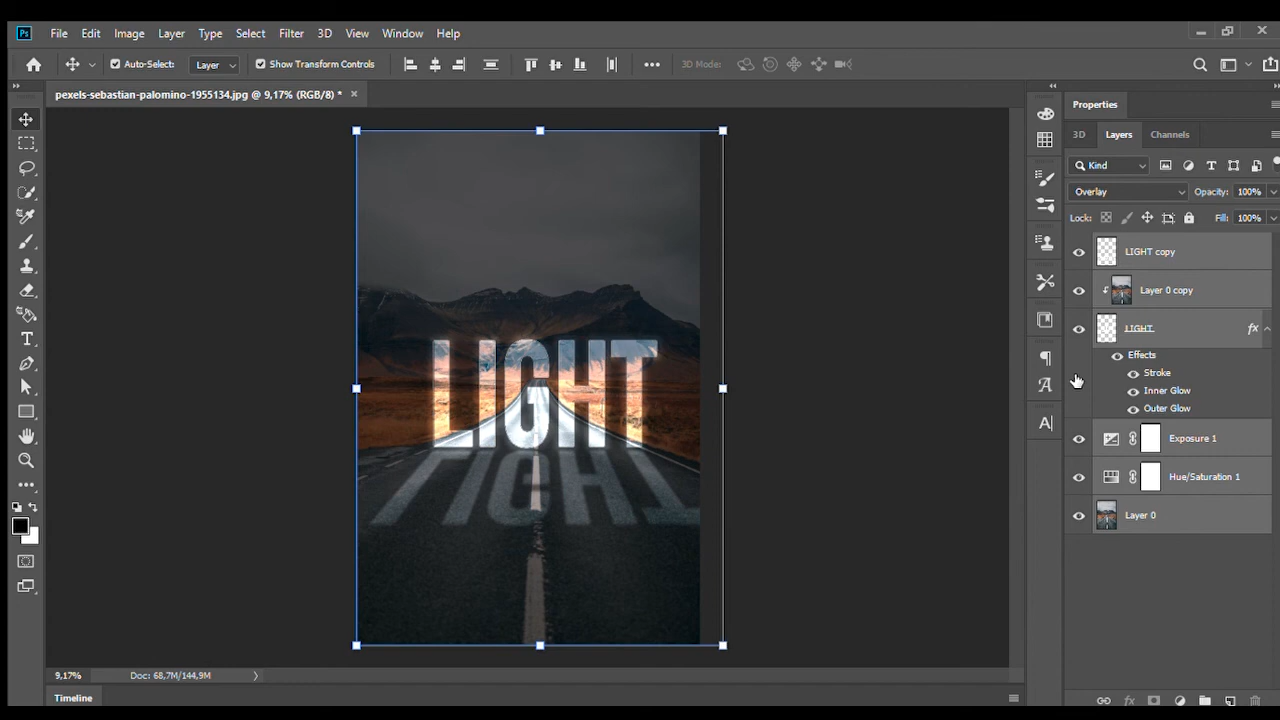 Ps File Edit Image Layer Type Select Filter 3D View Window Help
Auto-Select: Layer Show Transform Controls 3D Mode:
pexels-sebastian-palomino-1955134.jpg @ 9,17% (RGB/8) *
Properties
3D Layers Channels
Kind
Overlay Opacity: 100%
Lock: Fill: 100%
LIGHT copy
Layer 0 copy
LIGHT
fx
Effects
Stroke
Inner Glow
Outer Glow
Exposure 1
Hue/Saturation 1
Layer 0
LIGHT
LIGHT
9,17% Doc: 68,7M/144,9M
Timeline
fx